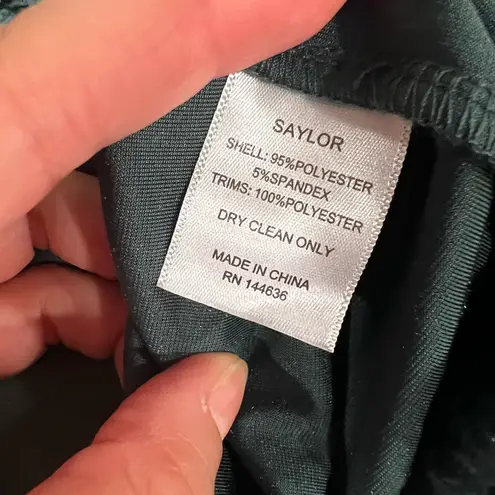 SAYLOR
SHELL: 95%POLYESTER
5%SPANDEX
TRIMS: 100%POLYESTER
DRY CLEAN ONLY
MADE IN CHINA
RN 144636